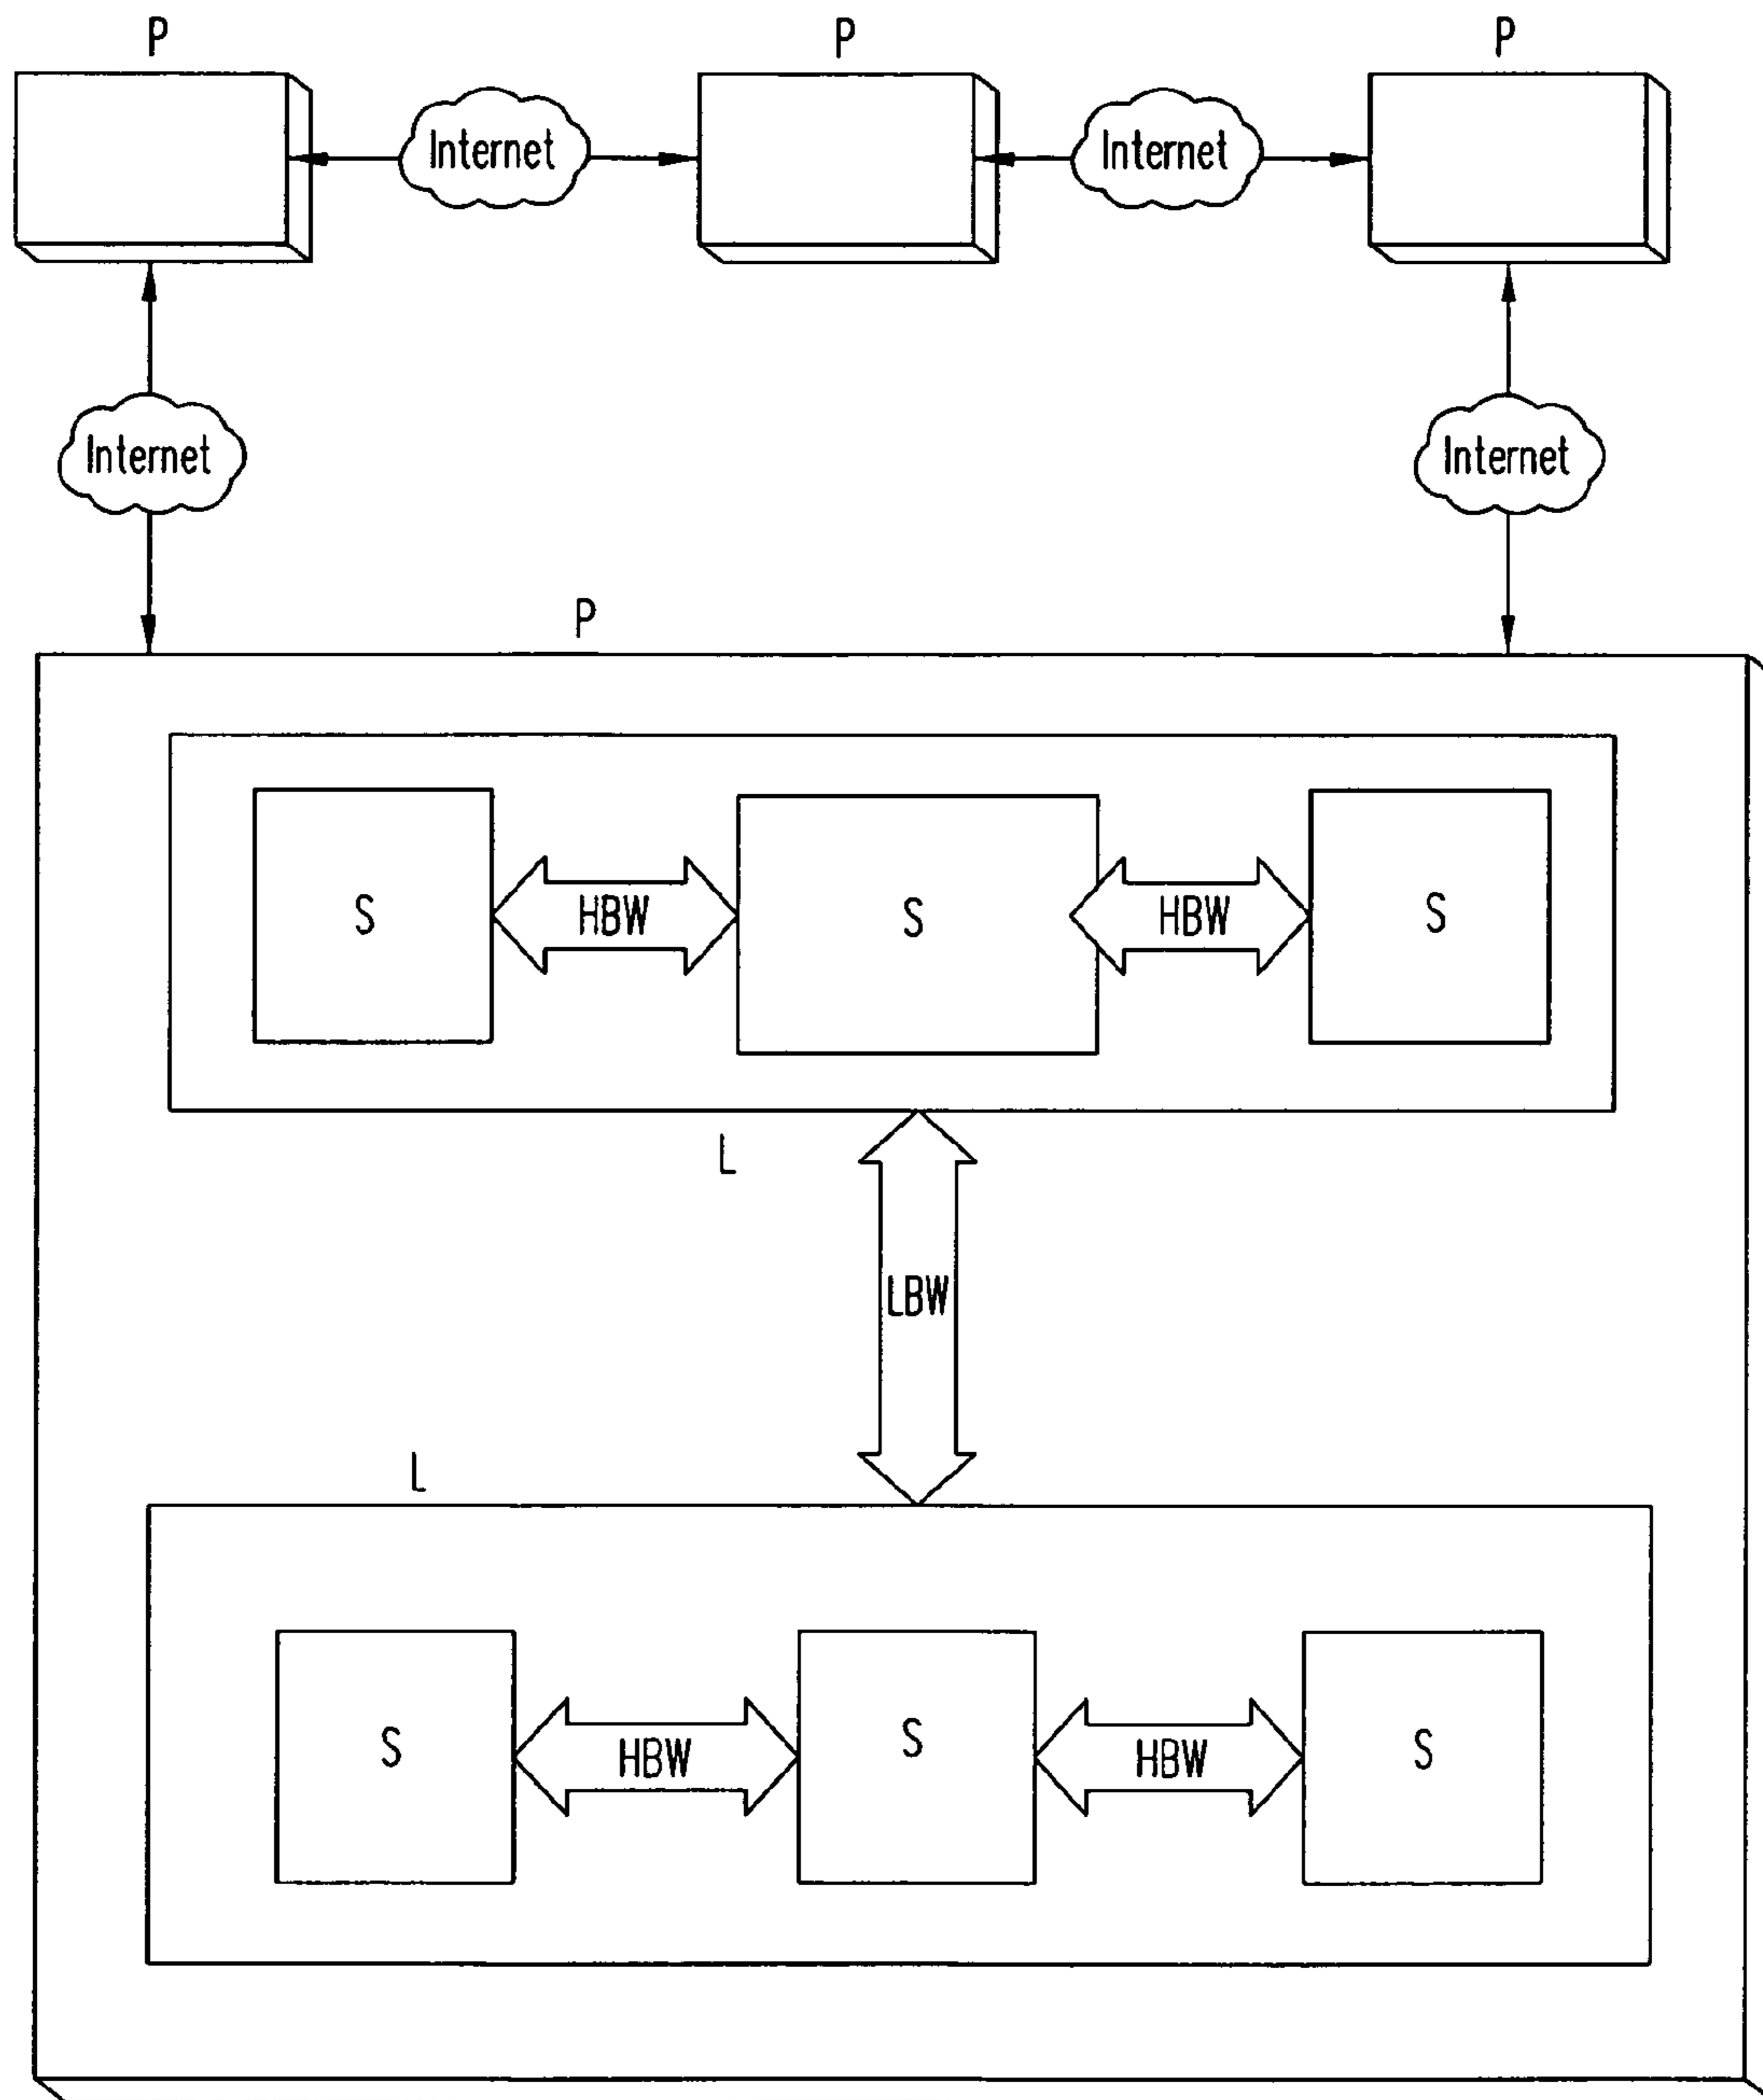 P P P
Internet Internet
Internet Internet
P
S HBW S HBW S
L
LBW
L
S HBW S HBW S